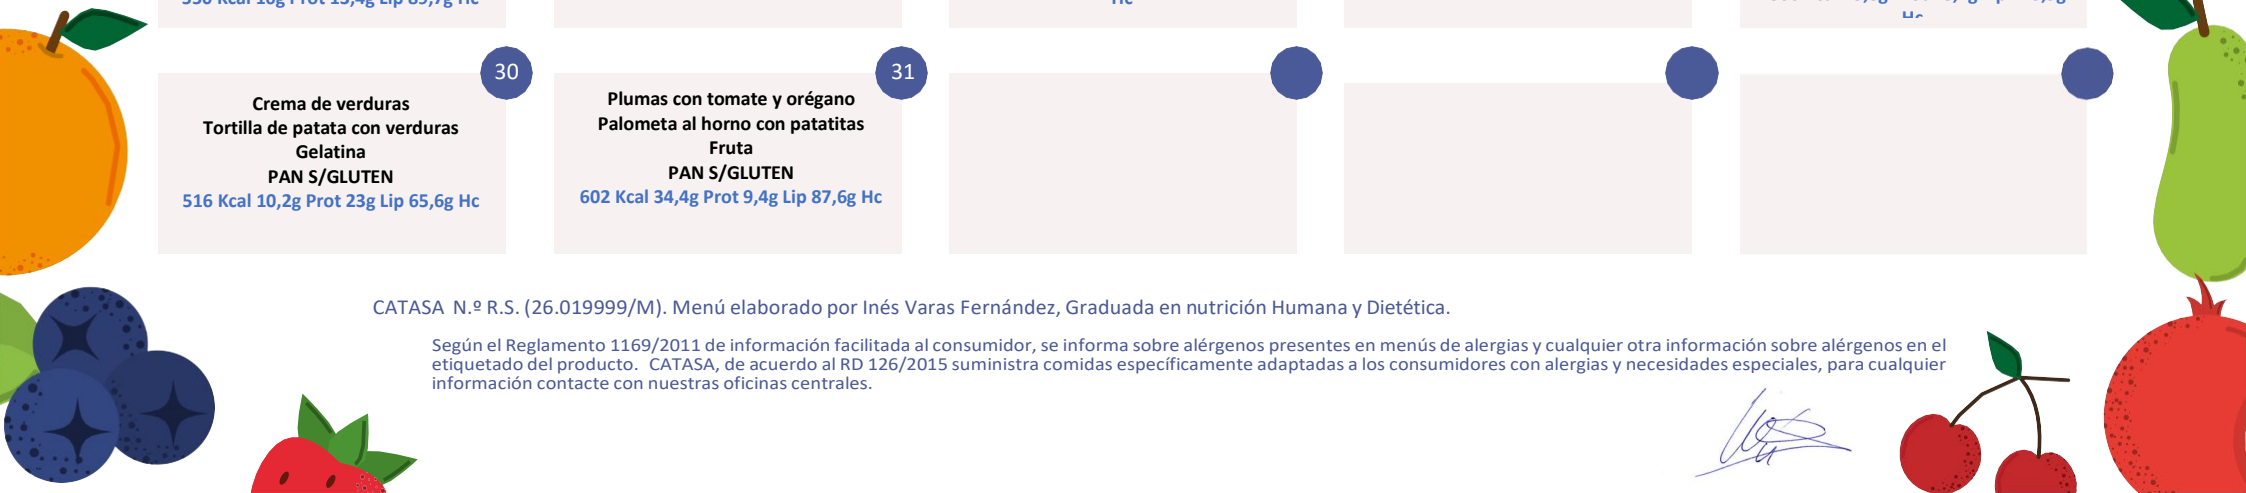 Hc
30
Crema de verduras
Tortilla de patata con verduras
Gelatina
PAN S/GLUTEN
516 Kcal 10,2g Prot 23g Lip 65,6g Hc
31
Plumas con tomate y orégano
Palometa al horno con patatitas
Fruta
PAN S/GLUTEN
602 Kcal 34,4g Prot 9,4g Lip 87,6g Hc
CATASA N.º R.S. (26.019999/M). Menú elaborado por Inés Varas Fernández, Graduada en nutrición Humana y Dietética.
Según el Reglamento 1169/2011 de información facilitada al consumidor, se informa sobre alérgenos presentes en menús de alergias y cualquier otra información sobre alérgenos en el
etiquetado del producto. CATASA, de acuerdo al RD 126/2015 suministra comidas específicamente adaptadas a los consumidores con alergias y necesidades especiales, para cualquier
información contacte con nuestras oficinas centrales.